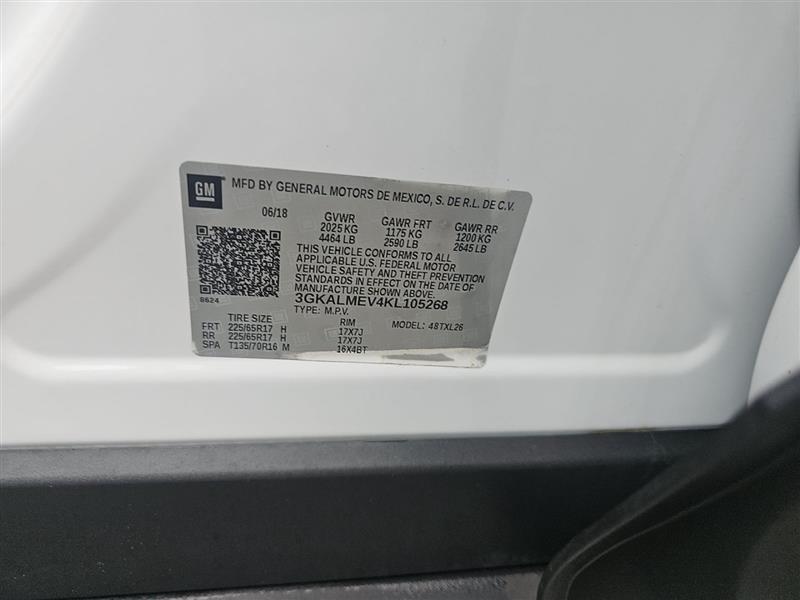 GM MFD BY GENERAL MOTORS DE MEXICO, S. DE R.L. DE C.V.
06/18 GVWR GAWR FRT GAWR RR
2025 KG 1175 KG 1200 KG
4464 LB 2590 LB 2645 LB
THIS VEHICLE CONFORMS TO ALL
APPLICABLE U.S. FEDERAL MOTOR
VEHICLE SAFETY AND THEFT PREVENTION
STANDARDS IN EFFECT ON THE DATE OF
MANUFACTURE SHOWN ABOVE.
8624 3GKALMEV4KL105268
TYPE: M.P.V. MODEL: 48TXL26
TIRE SIZE RIM
FRT 225/65R17 H 17X7J
RR 225/65R17 H 17X7J
SPA T135/70R16 M 16X4BT